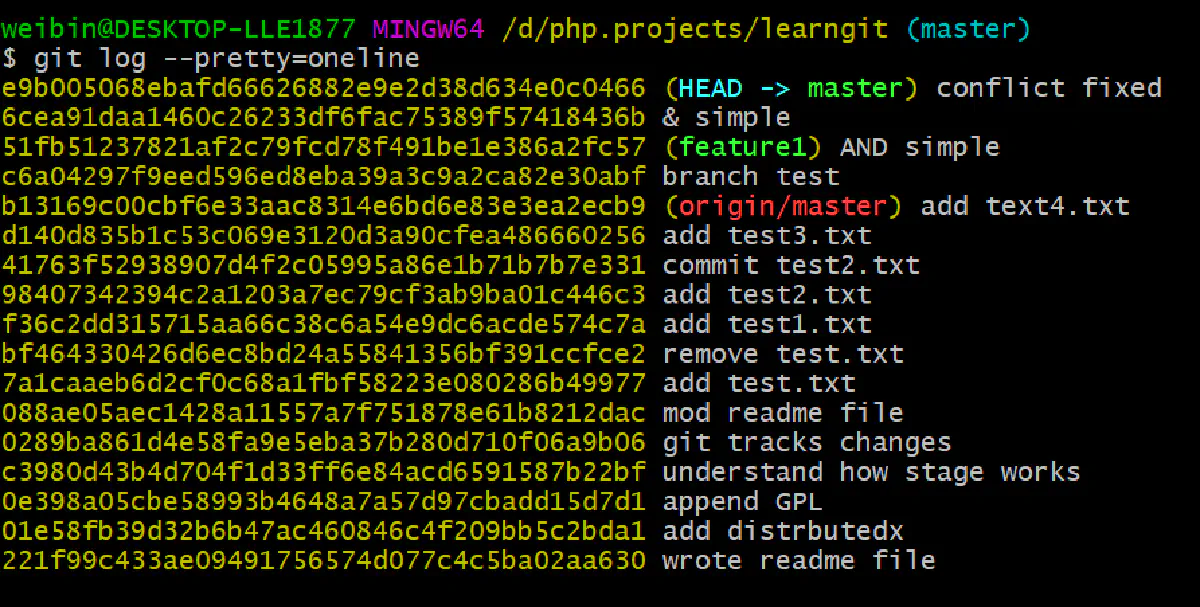 weibin@DESKTOP-LLE1877 MINGW64 /d/php.projects/learngit (master)
$ git log --pretty=oneline
e9b005068ebafd66626882e9e2d38d634e0c0466 (HEAD -> master) conflict fixed
6cea91daa1460c26233df6fac75389f57418436b & simple
51fb51237821af2c79fcd78f491be1e386a2fc57 (feature1) AND simple
c6a04297f9eed596ed8eba39a3c9a2ca82e30abf branch test
b13169c00cbf6e33aac8314e6bd6e83e3ea2ecb9 (origin/master) add text4.txt
d140d835b1c53c069e3120d3a90cfea486660256 add test3.txt
41763f52938907d4f2c05995a86e1b71b7b7e331 commit test2.txt
98407342394c2a1203a7ec79cf3ab9ba01c446c3 add test2.txt
f36c2dd315715aa66c38c6a54e9dc6acde574c7a add test1.txt
bf464330426d6ec8bd24a55841356bf391ccfce2 remove test.txt
7a1caaeb6d2cf0c68a1fbf58223e080286b49977 add test.txt
088ae05aec1428a11557a7f751878e61b8212dac mod readme file
0289ba861d4e58fa9e5eba37b280d710f06a9b06 git tracks changes
c3980d43b4d704f1d33ff6e84acd6591587b22bf understand how stage works
0e398a05cbe58993b4648a7a57d97cbadd15d7d1 append GPL
01e58fb39d32b6b47ac460846c4f209bb5c2bda1 add distrbutedx
221f99c433ae09491756574d077c4c5ba02aa630 wrote readme file